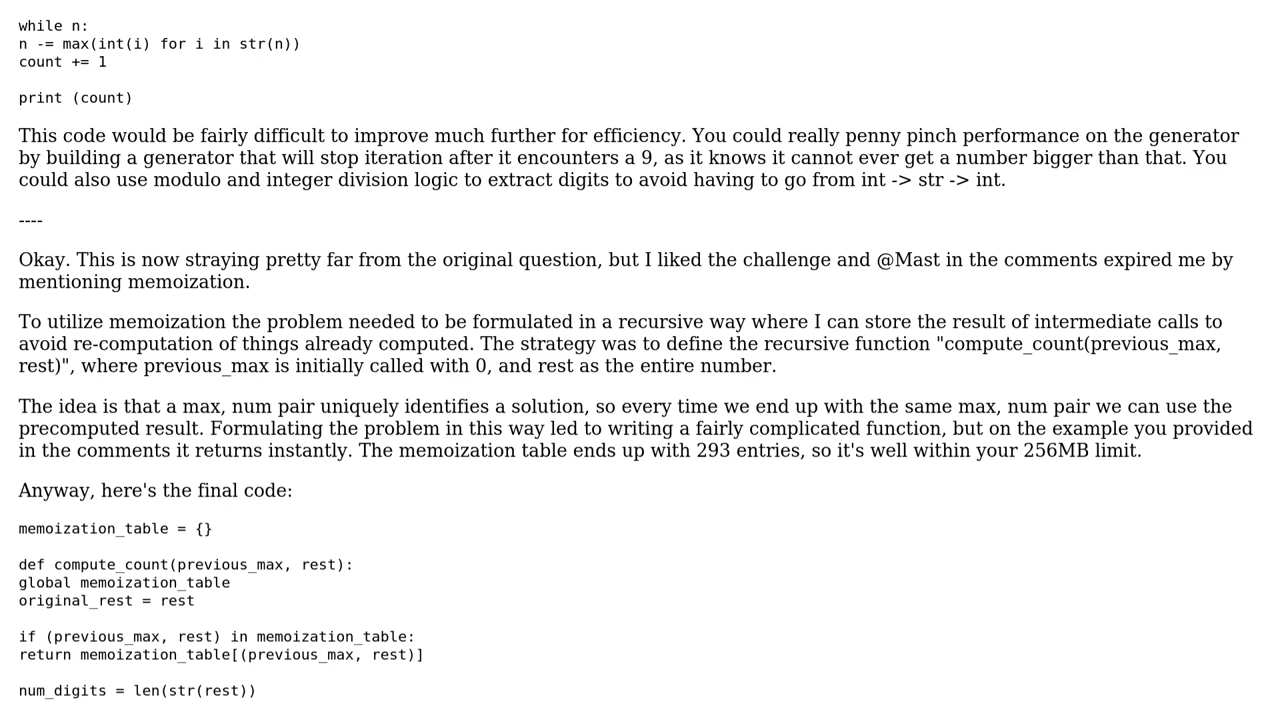 while n:
n -= max(int(i) for i in str(n))
count += 1
print (count)
This code would be fairly difficult to improve much further for efficiency. You could really penny pinch performance on the generator
by building a generator that will stop iteration after it encounters a 9, as it knows it cannot ever get a number bigger than that. You
could also use modulo and integer division logic to extract digits to avoid having to go from int -> str -> int.
----
Okay. This is now straying pretty far from the original question, but I liked the challenge and @Mast in the comments expired me by
mentioning memoization.
To utilize memoization the problem needed to be formulated in a recursive way where I can store the result of intermediate calls to
avoid re-computation of things already computed. The strategy was to define the recursive function "compute_count(previous_max,
rest)", where previous_max is initially called with 0, and rest as the entire number.
The idea is that a max, num pair uniquely identifies a solution, so every time we end up with the same max, num pair we can use the
precomputed result. Formulating the problem in this way led to writing a fairly complicated function, but on the example you provided
in the comments it returns instantly. The memoization table ends up with 293 entries, so it's well within your 256MB limit.
Anyway, here's the final code:
memoization_table = {}
def compute_count(previous_max, rest):
global memoization_table
original_rest = rest
if (previous_max, rest) in memoization_table:
return memoization_table[(previous_max, rest)]
num_digits = len(str(rest))